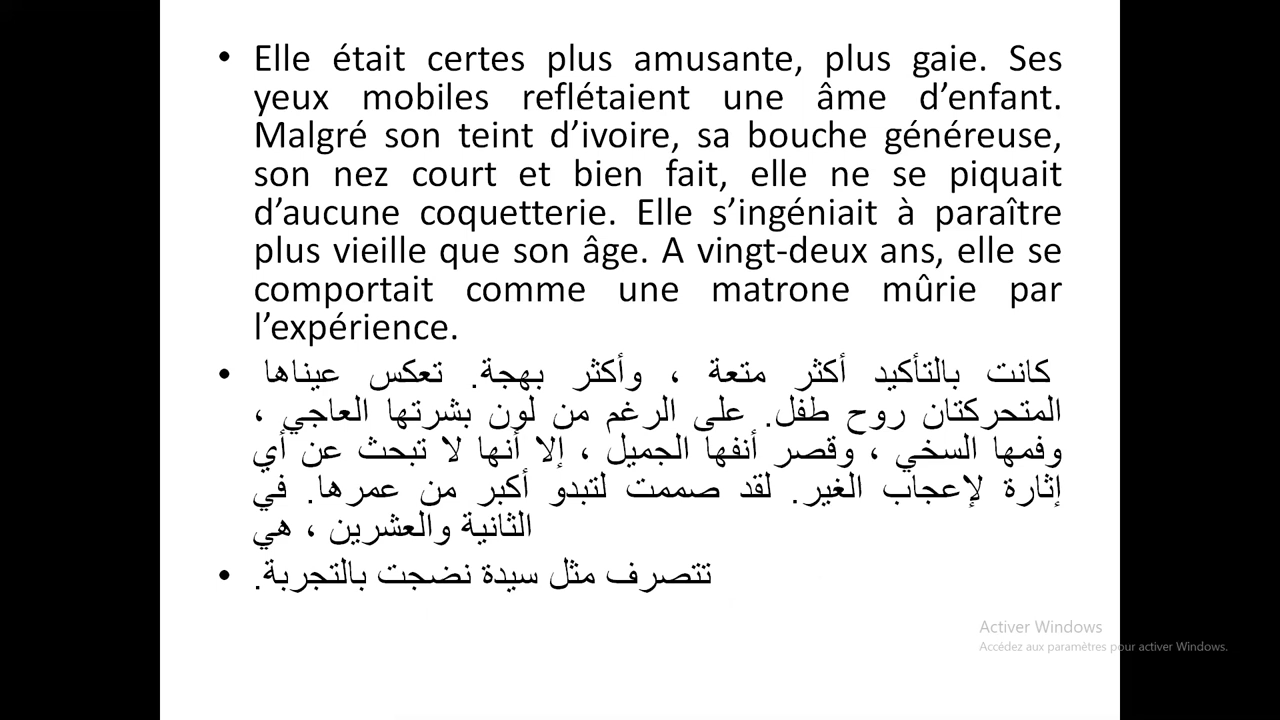 • Elle était certes plus amusante, plus gaie. Ses
yeux mobiles reflétaient une âme d’enfant.
Malgré son teint d’ivoire, sa bouche généreuse,
son nez court et bien fait, elle ne se piquait
d’aucune coquetterie. Elle s’ingéniait à paraître
plus vieille que son âge. A vingt-deux ans, elle se
comportait comme une matrone mûrie par
l’expérience.
• كانت بالتأكيد أكثر متعة ، وأكثر بهجة. تعكس عيناها
المتحركتان روح طفل. على الرغم من لون بشرتها العاجي ،
وفمها السخي ، وقصر أنفها الجميل ، إلا أنها لا تبحث عن أي
إثارة لإعجاب الغير. لقد صممت لتبدو أكبر من عمرها. في
الثانية والعشرين ، هي
• تتصرف مثل سيدة نضجت بالتجربة.
Activer Windows
Accédez aux paramètres pour activer Windows.